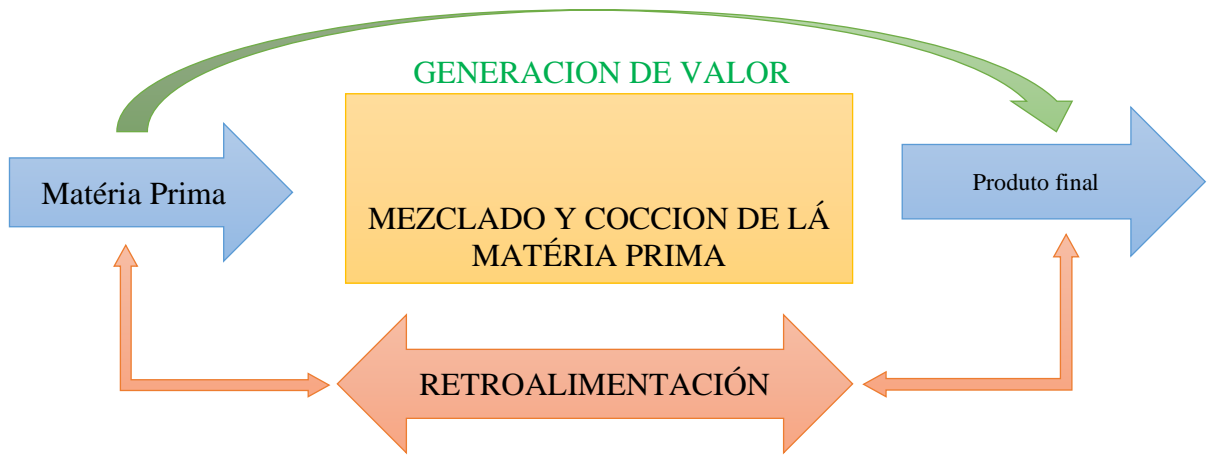 GENERACION DE VALOR
Matéria Prima
MEZCLADO Y COCCION DE LÁ
MATÉRIA PRIMA
Produto final
RETROALIMENTACIÓN